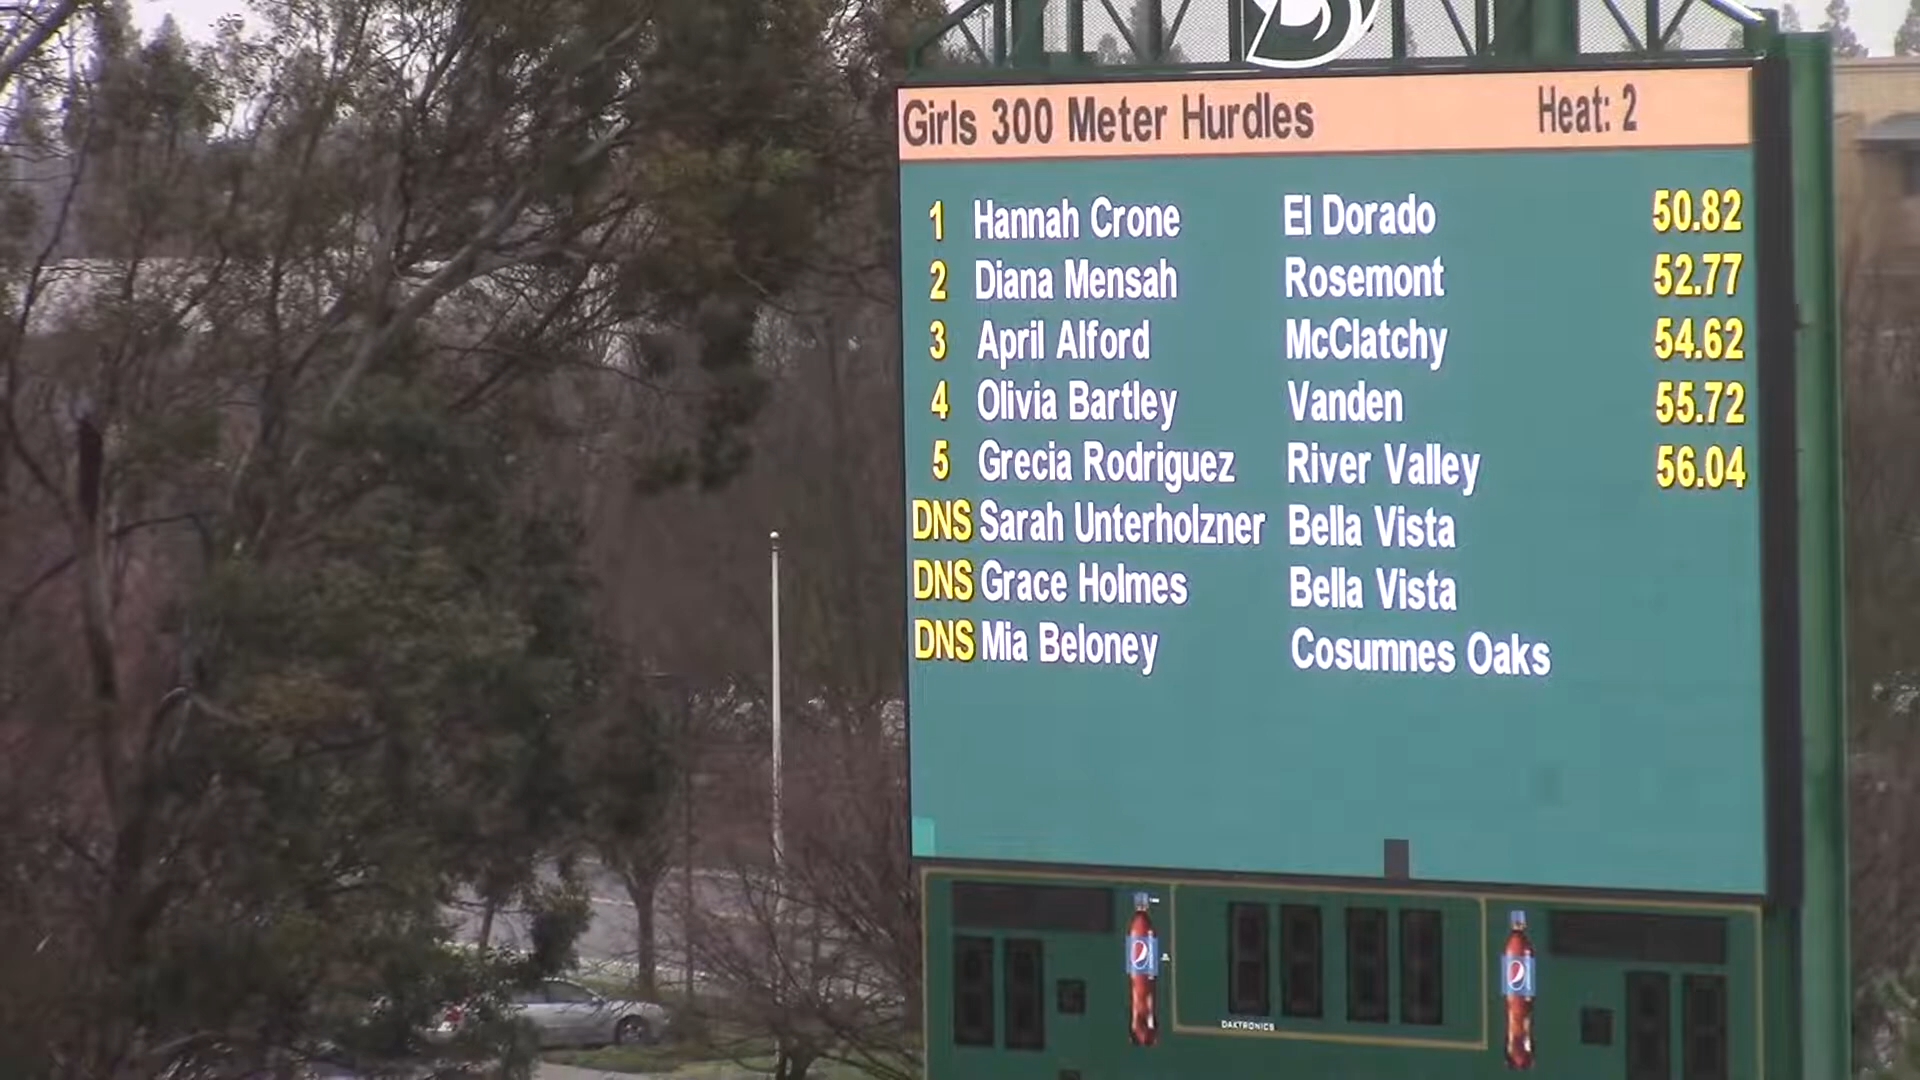 Girls 300 Meter Hurdles Heat: 2
1 Hannah Crone El Dorado 50.82
2 Diana Mensah Rosemont 52.77
3 April Alford McClatchy 54.62
4 Olivia Bartley Vanden 55.72
5 Grecia Rodriguez River Valley 56.04
DNS Sarah Unterholzner Bella Vista
DNS Grace Holmes Bella Vista
DNS Mia Beloney Cosumnes Oaks
DAKTRONICS